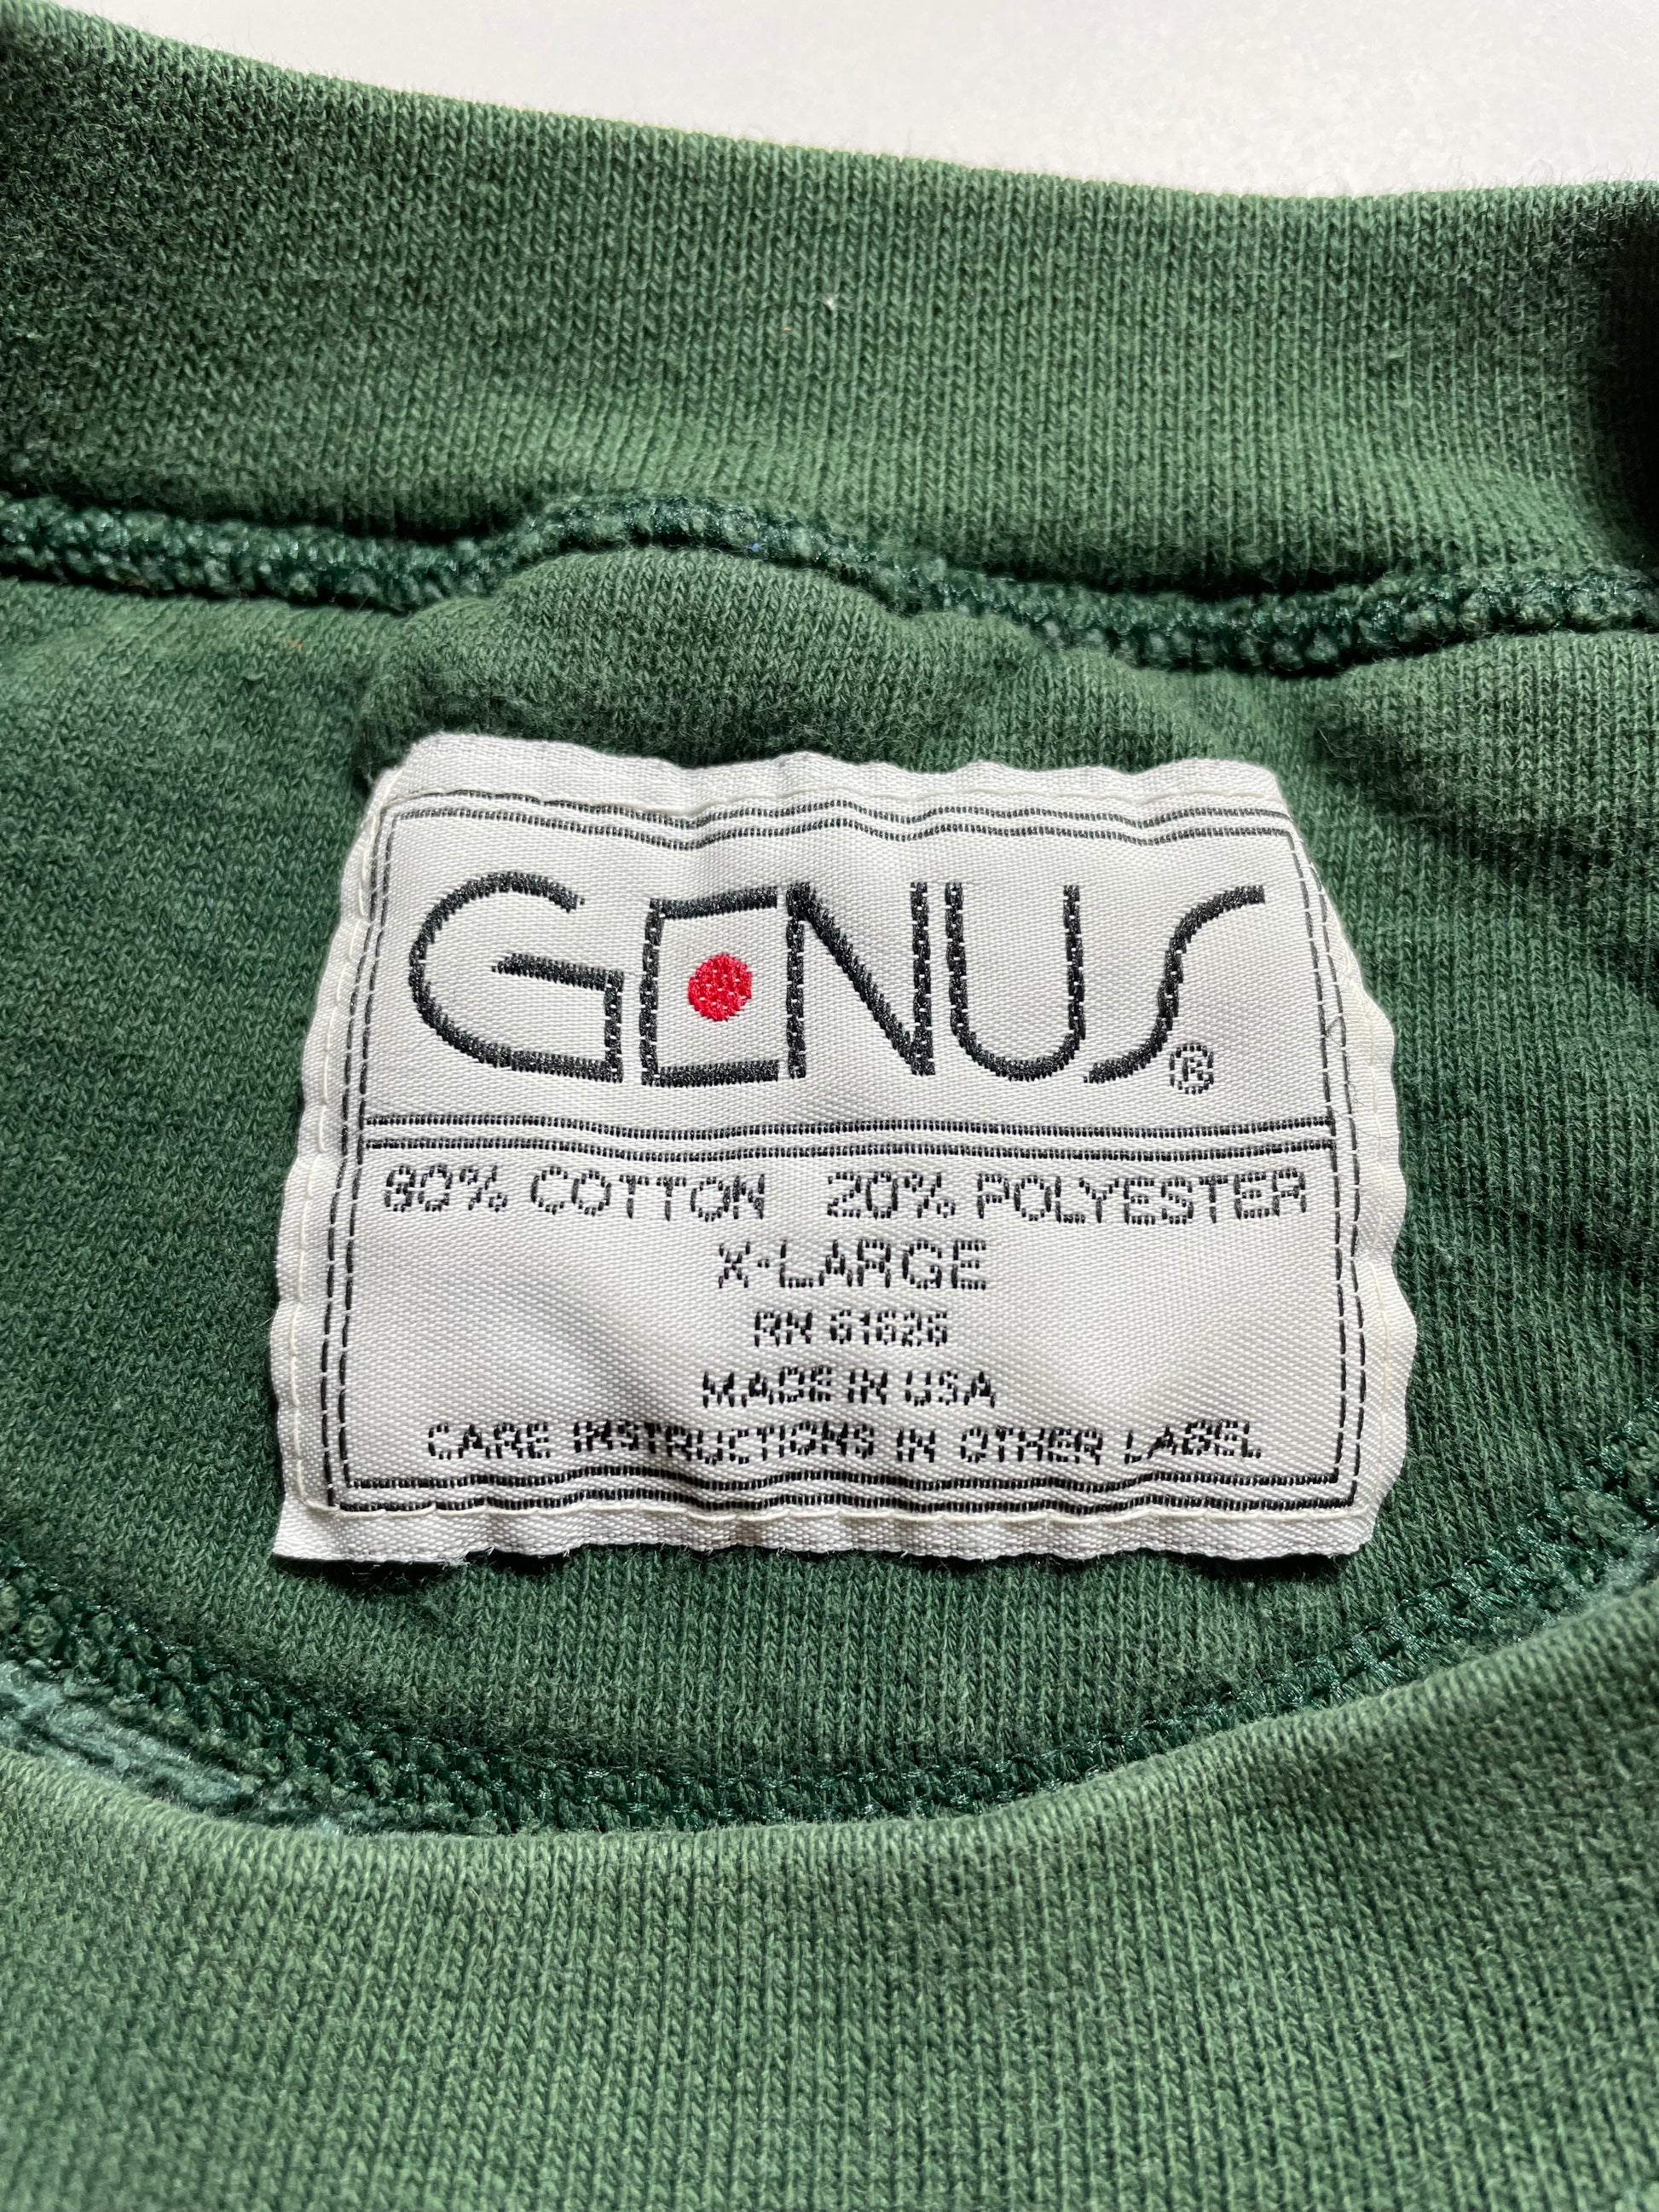 GENUS®
80% COTTON 20% POLYESTER
X-LARGE
RN 61626
MADE IN USA
CARE INSTRUCTIONS IN OTHER LABEL